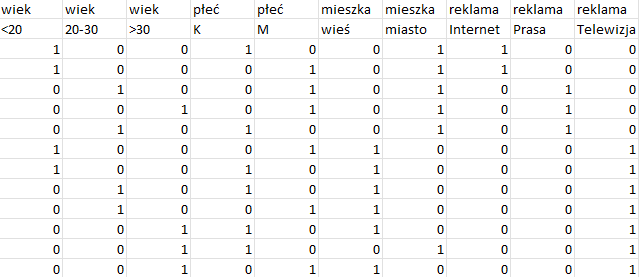 wiek wiek wiek płeć płeć mieszka mieszka reklama reklama reklama
<20 20-30 >30 K M wieś miasto Internet Prasa Telewizja
1 0 0 1 0 0 1 1 0 0
1 0 0 0 1 0 1 1 0 0
0 1 0 0 1 0 1 0 1 0
0 0 1 0 1 0 1 0 1 0
0 1 0 1 0 0 1 0 1 0
1 0 0 0 1 1 0 0 0 1
1 0 0 1 0 1 0 0 0 1
0 1 0 1 0 1 0 0 0 1
0 1 0 0 1 1 0 0 0 1
0 0 1 1 0 1 0 0 0 1
0 0 1 1 0 0 1 0 0 1
0 0 1 0 1 1 0 0 0 1